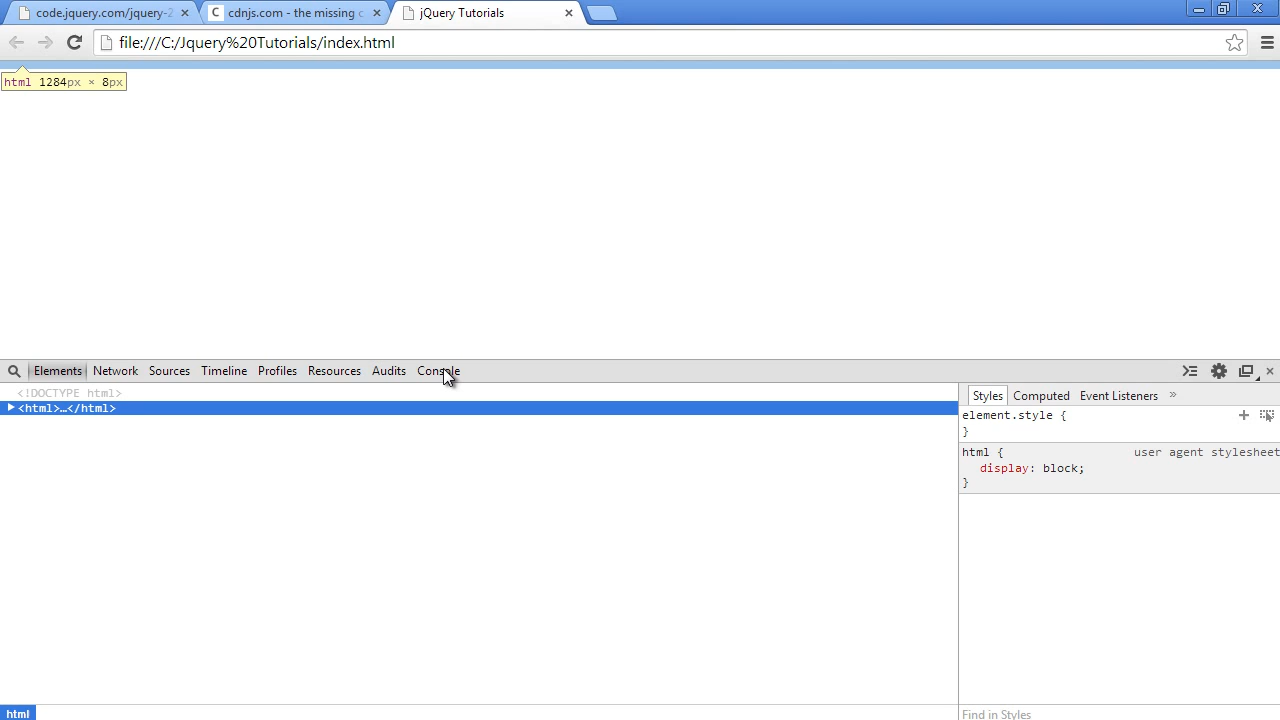 code.jquery.com/jquery-2
cdnjs.com - the missing c
jQuery Tutorials
file:///C:/Jquery%20Tutorials/index.html
html 1284px × 8px
Elements Network Sources Timeline Profiles Resources Audits Console
<!DOCTYPE html>
<html>…</html>
Styles Computed Event Listeners »
element.style {
}
html { user agent stylesheet
display: block;
}
html
Find in Styles